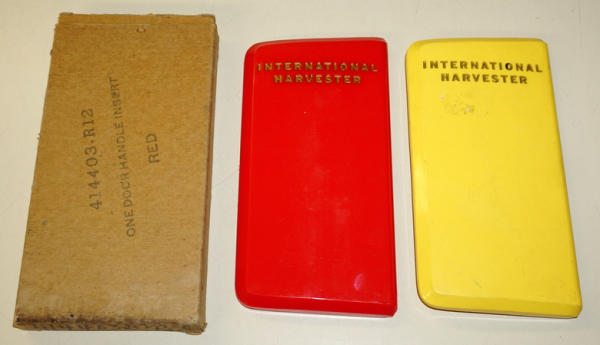 414403-R12
ONE DOOR HANDLE INSERT
RED
INTERNATIONAL
HARVESTER
INTERNATIONAL
HARVESTER